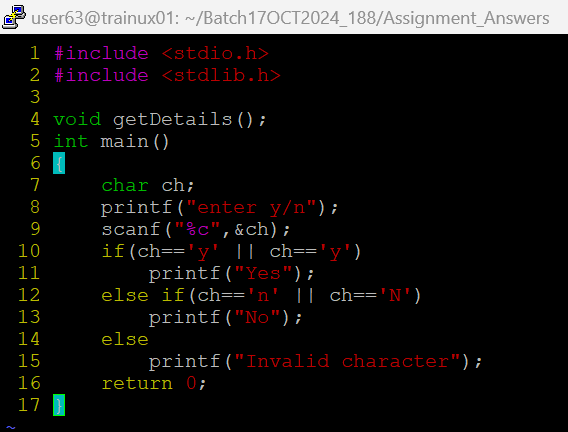 user63@trainux01: ~/Batch17OCT2024_188/Assignment_Answers
1 #include <stdio.h>
2 #include <stdlib.h>
3
4 void getDetails();
5 int main()
6 {
7     char ch;
8     printf("enter y/n");
9     scanf("%c",&ch);
10     if(ch=='y' || ch=='y')
11         printf("Yes");
12     else if(ch=='n' || ch=='N')
13         printf("No");
14     else
15         printf("Invalid character");
16     return 0;
17 }
~